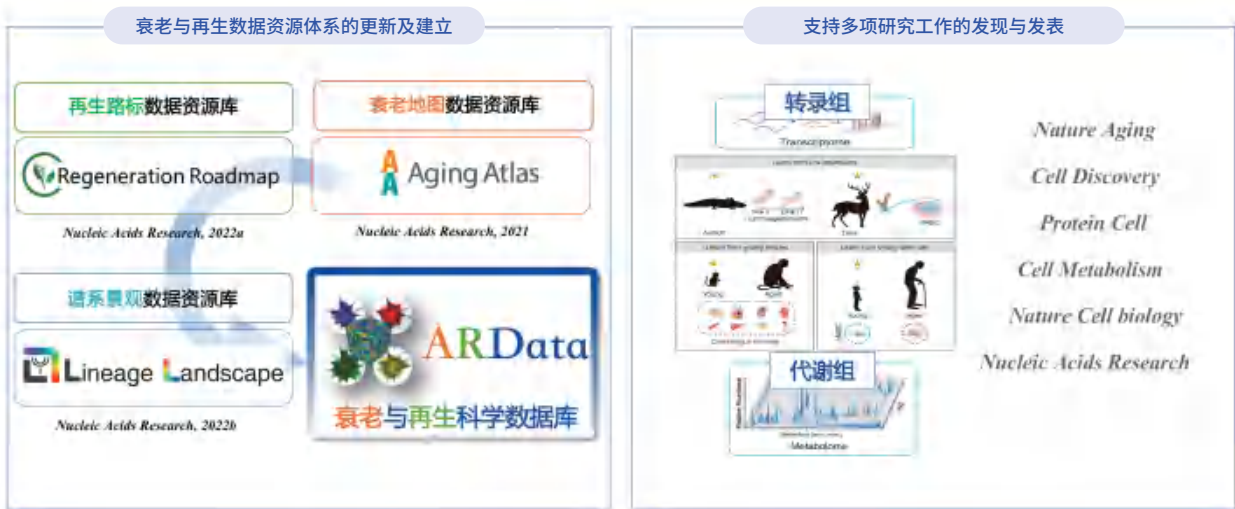 衰老与再生数据资源体系的更新及建立
再生路标数据资源库
Regeneration Roadmap
Nucleic Acids Research, 2022a
衰老地图数据资源库
AA Aging Atlas
Nucleic Acids Research, 2021
谱系景观数据资源库
Lineage Landscape
Nucleic Acids Research, 2022b
ARData
衰老与再生科学数据库
支持多项研究工作的发现与发表
转录组
Young
Aged
代谢组
Metabolome
Nature Aging
Cell Discovery
Protein Cell
Cell Metabolism
Nature Cell biology
Nucleic Acids Research